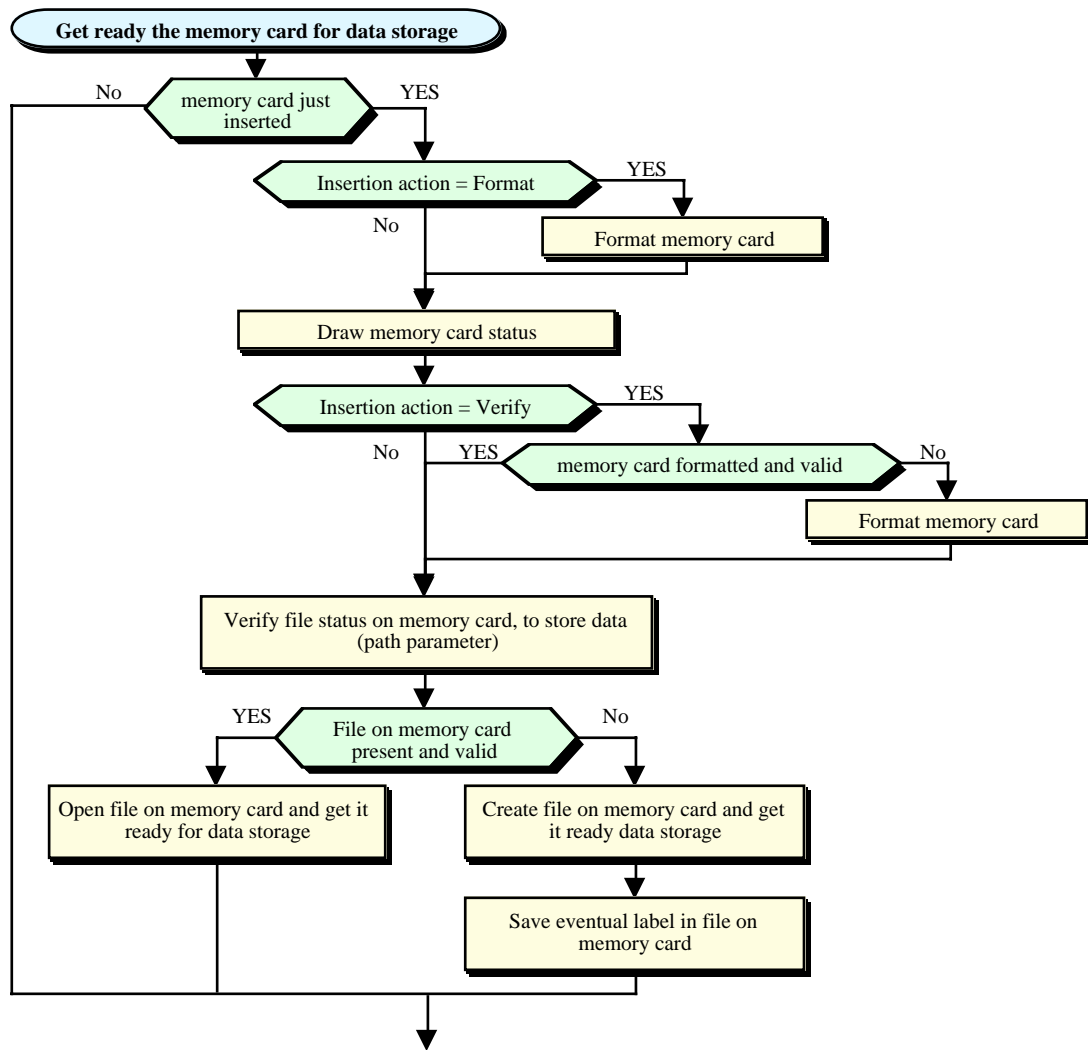 Get ready the memory card for data storage
No
YES
memory card just
inserted
Insertion action = Format
YES
No
Format memory card
Draw memory card status
Insertion action = Verify
YES
No
YES
memory card formatted and valid
No
Format memory card
Verify file status on memory card, to store data
(path parameter)
YES
File on memory card
present and valid
No
Open file on memory card and get it
ready for data storage
Create file on memory card and get
it ready data storage
Save eventual label in file on
memory card